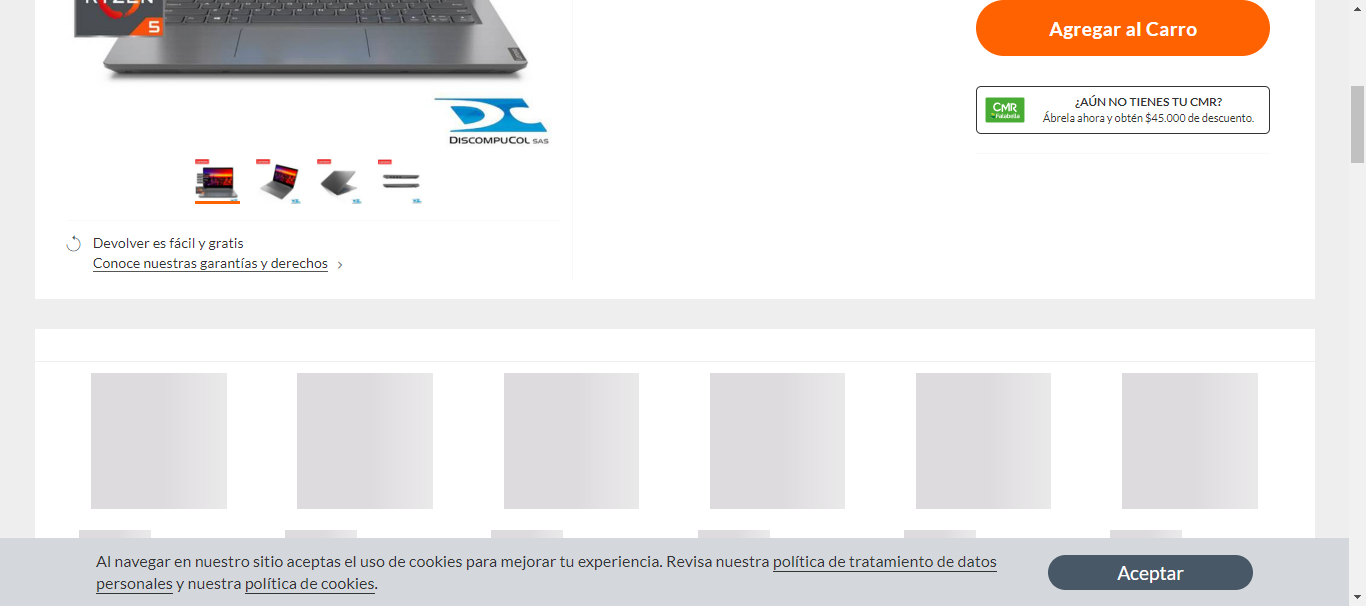 RYZEN
5
Agregar al Carro
CMR
Falabella
¿AÚN NO TIENES TU CMR?
Ábrela ahora y obtén $45.000 de descuento.
DISCOMPUCOL SAS
Devolver es fácil y gratis
Conoce nuestras garantías y derechos
Al navegar en nuestro sitio aceptas el uso de cookies para mejorar tu experiencia. Revisa nuestra política de tratamiento de datos
personales y nuestra política de cookies.
Aceptar